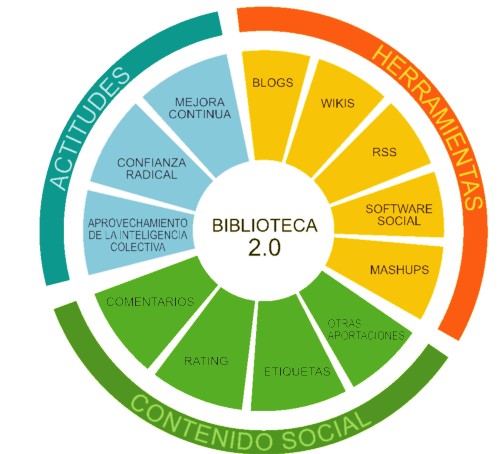 ACTITUDES
HERRAMIENTAS
CONTENIDO SOCIAL
BIBLIOTECA
2.0
BLOGS
WIKIS
RSS
SOFTWARE
SOCIAL
MASHUPS
OTRAS
APORTACIONES
ETIQUETAS
RATING
COMENTARIOS
APROVECHAMIENTO
DE LA INTELIGENCIA
COLECTIVA
CONFIANZA
RADICAL
MEJORA
CONTINUA